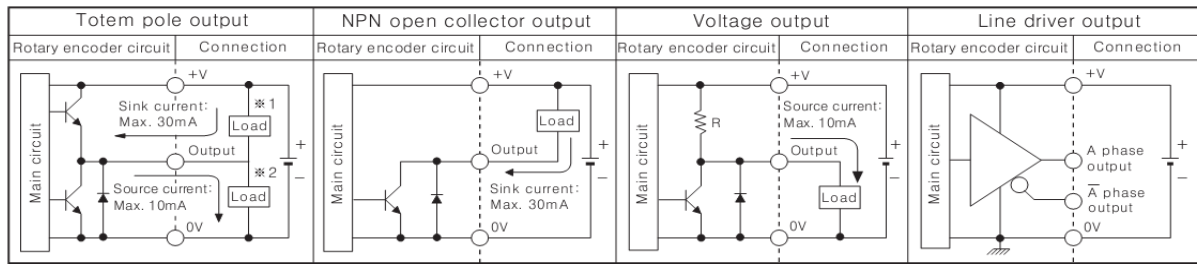 Totem pole output
Rotary encoder circuit
Connection
Main circuit
+V
Sink current:
Max. 30mA
※1
Load
Output
※2
Source current:
Max. 10mA
Load
+
−
0V
NPN open collector output
Rotary encoder circuit
Connection
Main circuit
+V
Load
Output
Sink current:
Max. 30mA
+
−
0V
Voltage output
Rotary encoder circuit
Connection
Main circuit
+V
R
Source current:
Max. 10mA
Output
Load
+
−
0V
Line driver output
Rotary encoder circuit
Connection
Main circuit
+V
A phase
output
A̅ phase
output
+
−
0V